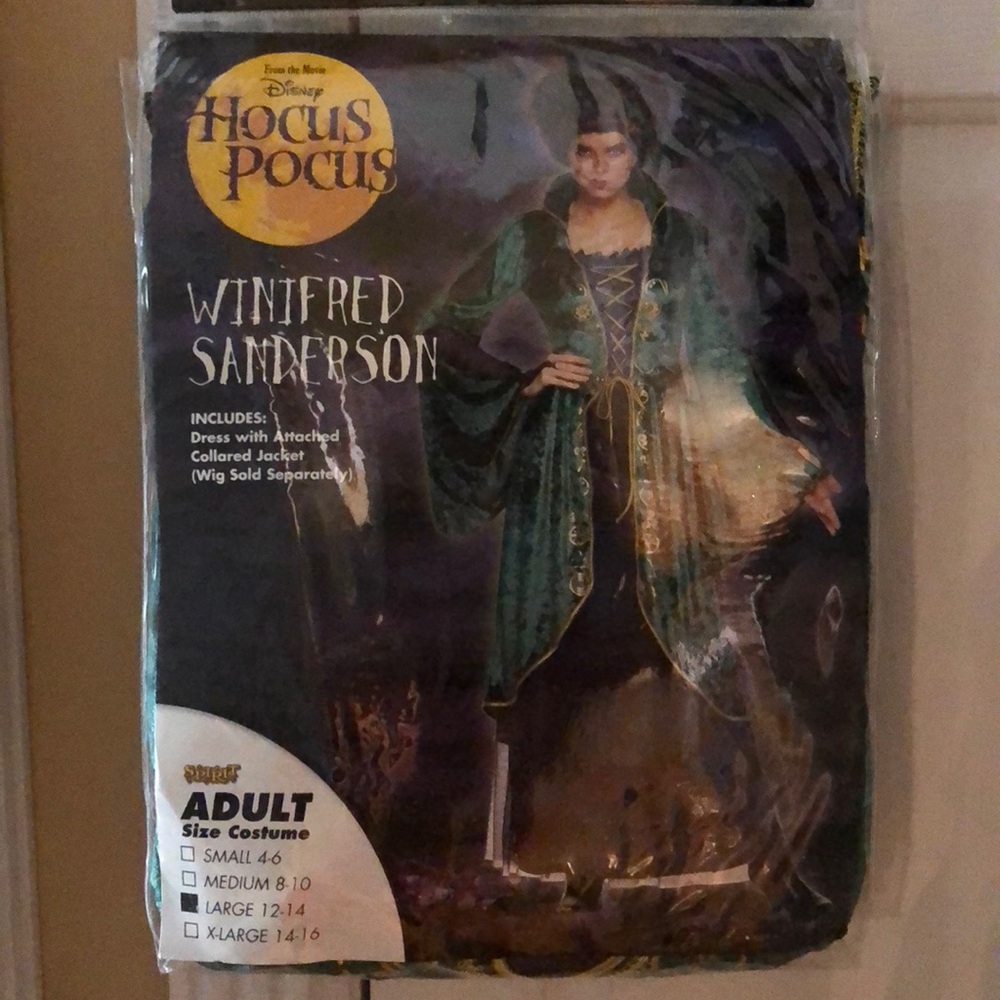 From the Movie
Disney
HOCUS
POCUS
WINIFRED
SANDERSON
INCLUDES:
Dress with Attached
Collared Jacket
(Wig Sold Separately)
SPIRIT
ADULT
Size Costume
SMALL 4-6
MEDIUM 8-10
LARGE 12-14
X-LARGE 14-16